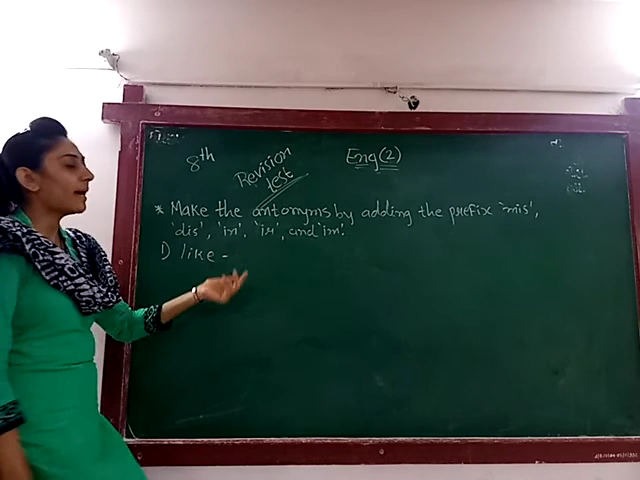 8th
Revision
test
Eng(2)
* Make the antonyms by adding the prefix 'mis',
'dis', 'in', 'ir', and 'im'.
1) like -